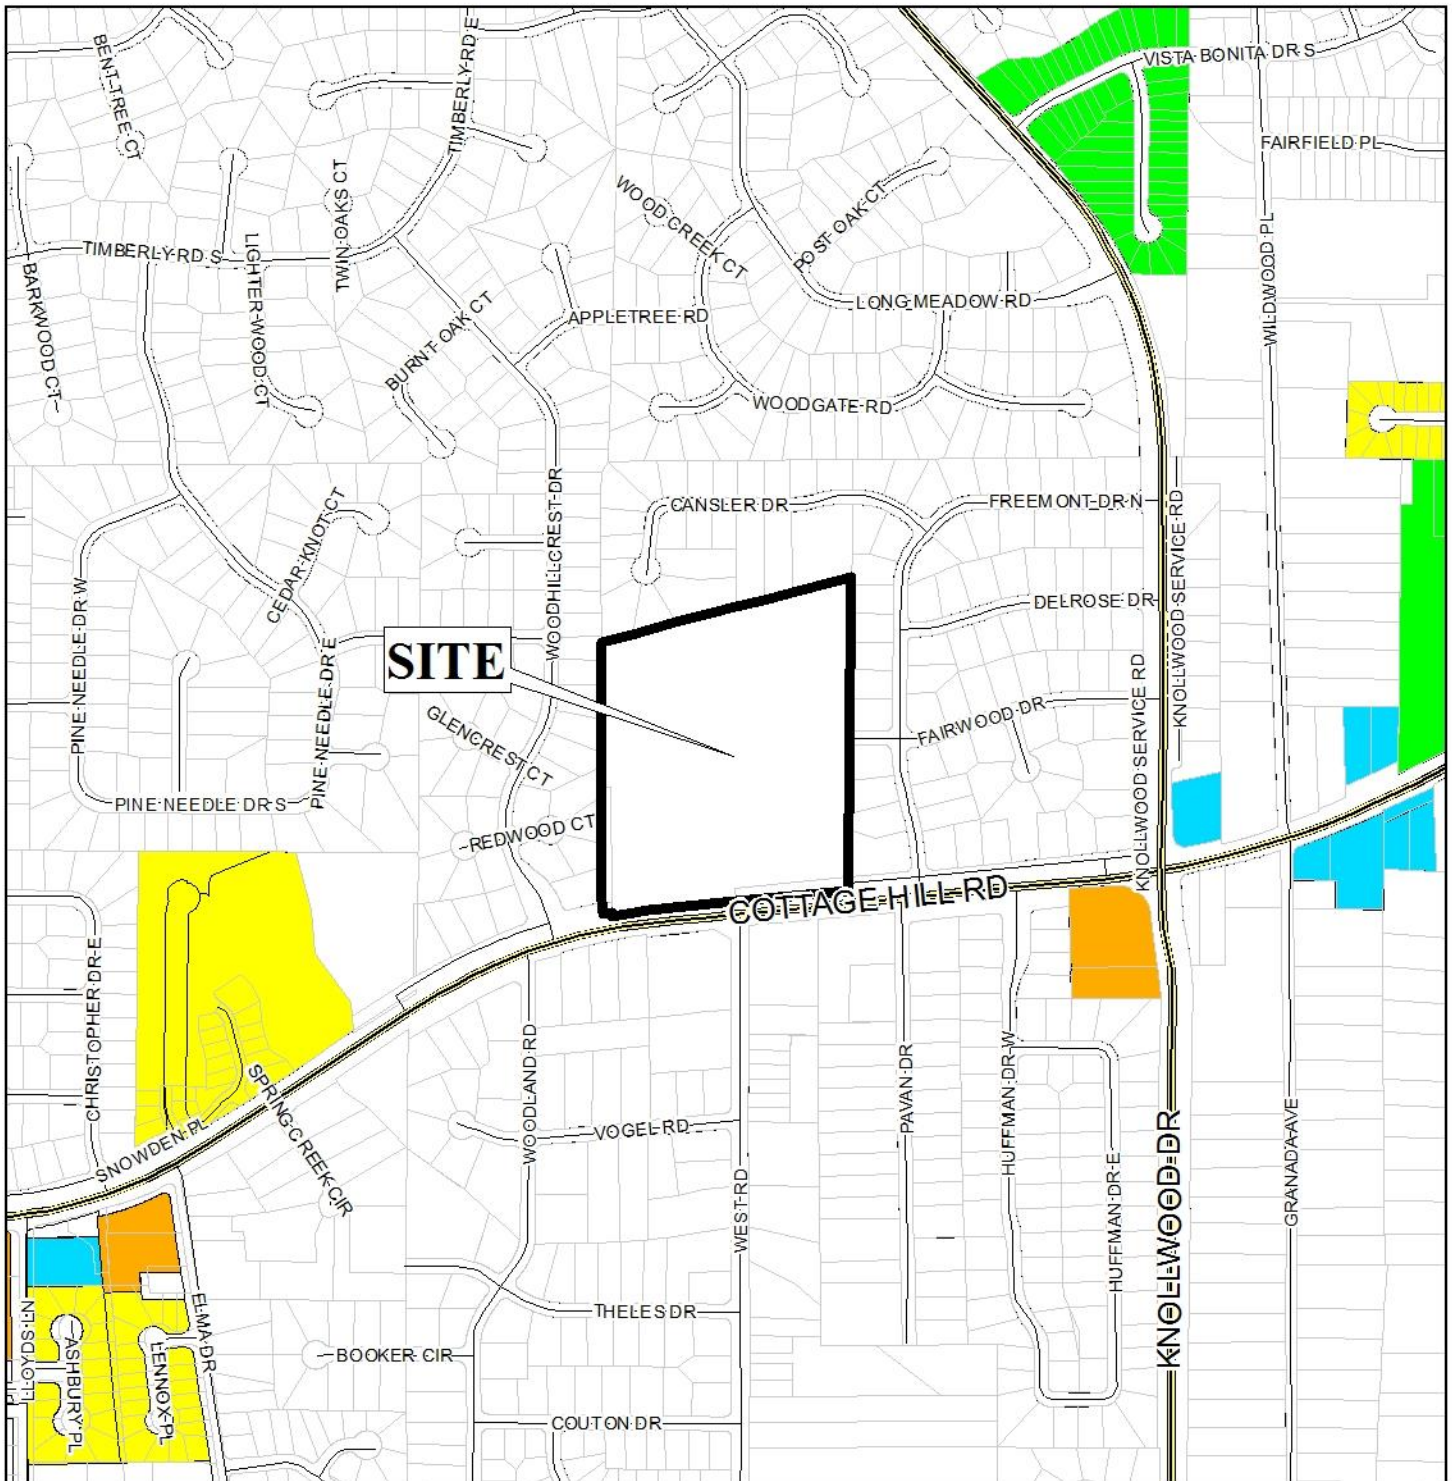 BENT TREE CT
TIMBERLY RD E
VISTA BONITA DR S
FAIRFIELD PL
TWIN OAKS CT
WOOD CREEK CT
POST OAK CT
TIMBERLY RD S
LIGHTER WOOD CT
BARKWOOD CT
WILDWOOD PL
BURNT OAK CT
APPLETREE RD
LONG MEADOW RD
WOODGATE RD
CEDAR KNOT CT
WOODHILLCREST DR
CANSLER DR
FREEMONT DR N
KNOLLWOOD SERVICE RD
PINE NEEDLE DR W
DELROSE DR
SITE
PINE NEEDLE DR E
GLENCREST CT
FAIRWOOD DR
KNOLLWOOD SERVICE RD
PINE NEEDLE DR S
REDWOOD CT
COTTAGE HILL RD
CHRISTOPHER DR E
SPRING CREEK CIR
SNOWDEN PL
WOODLAND RD
VOGEL RD
WEST RD
PAVAN DR
HUFFMAN DR W
HUFFMAN DR E
KNOLLWOOD DR
GRANADA AVE
ELMA DR
THELES DR
LLOYDS LN
ASHBURY PL
LENNOX PL
BOOKER CIR
COUTON DR